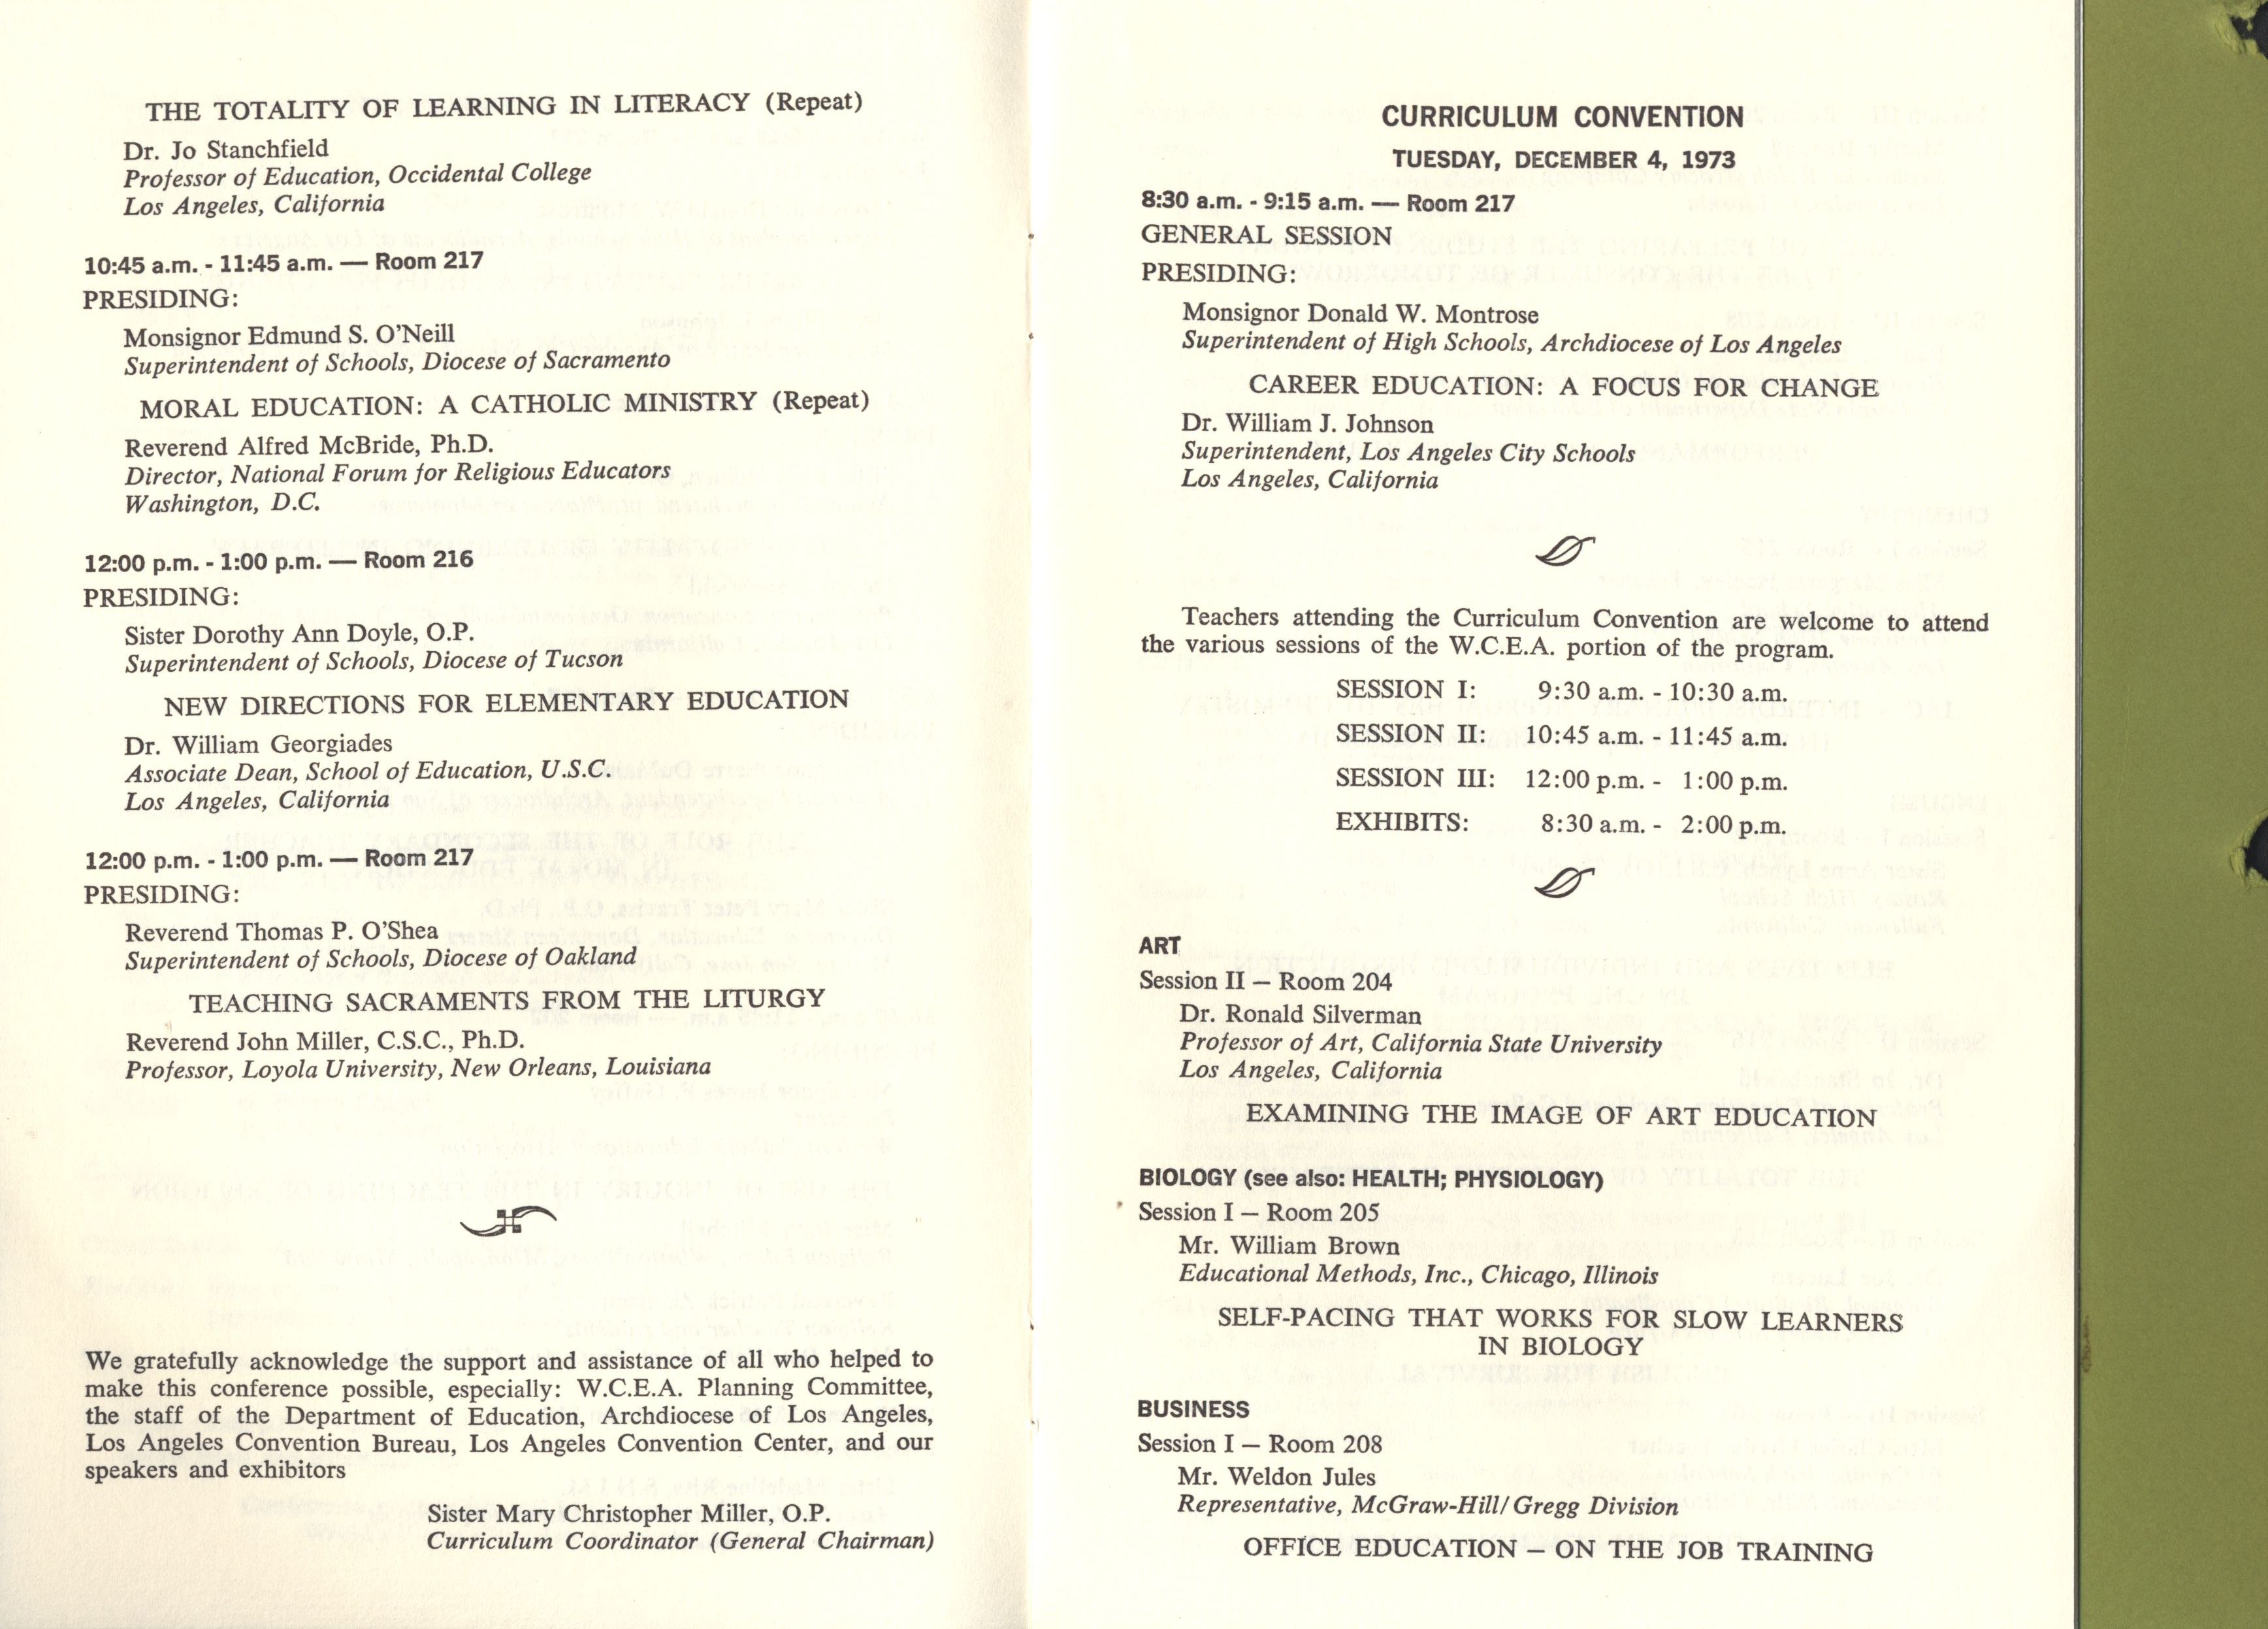 THE TOTALITY OF LEARNING IN LITERACY (Repeat)
Dr. Jo Stanchfield
Professor of Education, Occidental College
Los Angeles, California
10:45 a.m. - 11:45 a.m. — Room 217
PRESIDING:
Monsignor Edmund S. O'Neill
Superintendent of Schools, Diocese of Sacramento
MORAL EDUCATION: A CATHOLIC MINISTRY (Repeat)
Reverend Alfred McBride, Ph.D.
Director, National Forum for Religious Educators
Washington, D.C.
12:00 p.m. - 1:00 p.m. — Room 216
PRESIDING:
Sister Dorothy Ann Doyle, O.P.
Superintendent of Schools, Diocese of Tucson
NEW DIRECTIONS FOR ELEMENTARY EDUCATION
Dr. William Georgiades
Associate Dean, School of Education, U.S.C.
Los Angeles, California
12:00 p.m. - 1:00 p.m. — Room 217
PRESIDING:
Reverend Thomas P. O'Shea
Superintendent of Schools, Diocese of Oakland
TEACHING SACRAMENTS FROM THE LITURGY
Reverend John Miller, C.S.C., Ph.D.
Professor, Loyola University, New Orleans, Louisiana
We gratefully acknowledge the support and assistance of all who helped to
make this conference possible, especially: W.C.E.A. Planning Committee,
the staff of the Department of Education, Archdiocese of Los Angeles,
Los Angeles Convention Bureau, Los Angeles Convention Center, and our
speakers and exhibitors
Sister Mary Christopher Miller, O.P.
Curriculum Coordinator (General Chairman)
CURRICULUM CONVENTION
TUESDAY, DECEMBER 4, 1973
8:30 a.m. - 9:15 a.m. — Room 217
GENERAL SESSION
PRESIDING:
Monsignor Donald W. Montrose
Superintendent of High Schools, Archdiocese of Los Angeles
CAREER EDUCATION: A FOCUS FOR CHANGE
Dr. William J. Johnson
Superintendent, Los Angeles City Schools
Los Angeles, California
Teachers attending the Curriculum Convention are welcome to attend
the various sessions of the W.C.E.A. portion of the program.
SESSION I: 9:30 a.m. - 10:30 a.m.
SESSION II: 10:45 a.m. - 11:45 a.m.
SESSION III: 12:00 p.m. - 1:00 p.m.
EXHIBITS: 8:30 a.m. - 2:00 p.m.
ART
Session II — Room 204
Dr. Ronald Silverman
Professor of Art, California State University
Los Angeles, California
EXAMINING THE IMAGE OF ART EDUCATION
BIOLOGY (see also: HEALTH; PHYSIOLOGY)
Session I — Room 205
Mr. William Brown
Educational Methods, Inc., Chicago, Illinois
SELF-PACING THAT WORKS FOR SLOW LEARNERS
IN BIOLOGY
BUSINESS
Session I — Room 208
Mr. Weldon Jules
Representative, McGraw-Hill/Gregg Division
OFFICE EDUCATION — ON THE JOB TRAINING